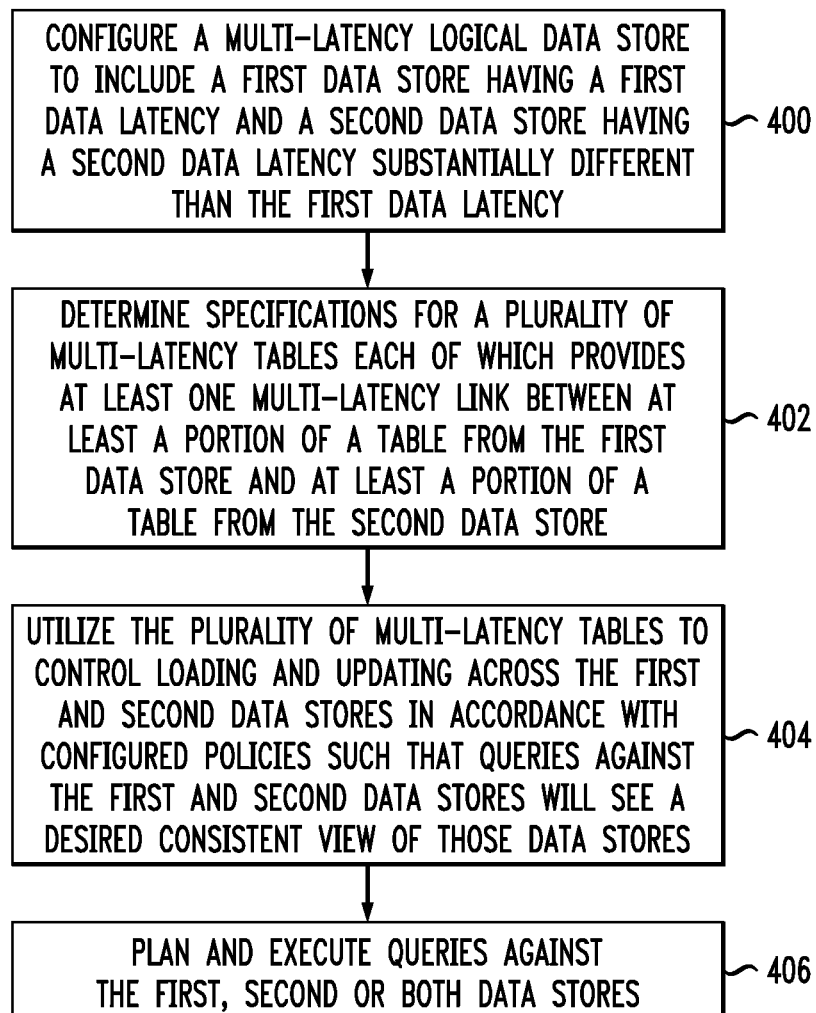 CONFIGURE A MULTI-LATENCY LOGICAL DATA STORE
TO INCLUDE A FIRST DATA STORE HAVING A FIRST
DATA LATENCY AND A SECOND DATA STORE HAVING
A SECOND DATA LATENCY SUBSTANTIALLY DIFFERENT
THAN THE FIRST DATA LATENCY
400
DETERMINE SPECIFICATIONS FOR A PLURALITY OF
MULTI-LATENCY TABLES EACH OF WHICH PROVIDES
AT LEAST ONE MULTI-LATENCY LINK BETWEEN AT
LEAST A PORTION OF A TABLE FROM THE FIRST
DATA STORE AND AT LEAST A PORTION OF A
TABLE FROM THE SECOND DATA STORE
402
UTILIZE THE PLURALITY OF MULTI-LATENCY TABLES TO
CONTROL LOADING AND UPDATING ACROSS THE FIRST
AND SECOND DATA STORES IN ACCORDANCE WITH
CONFIGURED POLICIES SUCH THAT QUERIES AGAINST
THE FIRST AND SECOND DATA STORES WILL SEE A
DESIRED CONSISTENT VIEW OF THOSE DATA STORES
404
PLAN AND EXECUTE QUERIES AGAINST
THE FIRST, SECOND OR BOTH DATA STORES
406